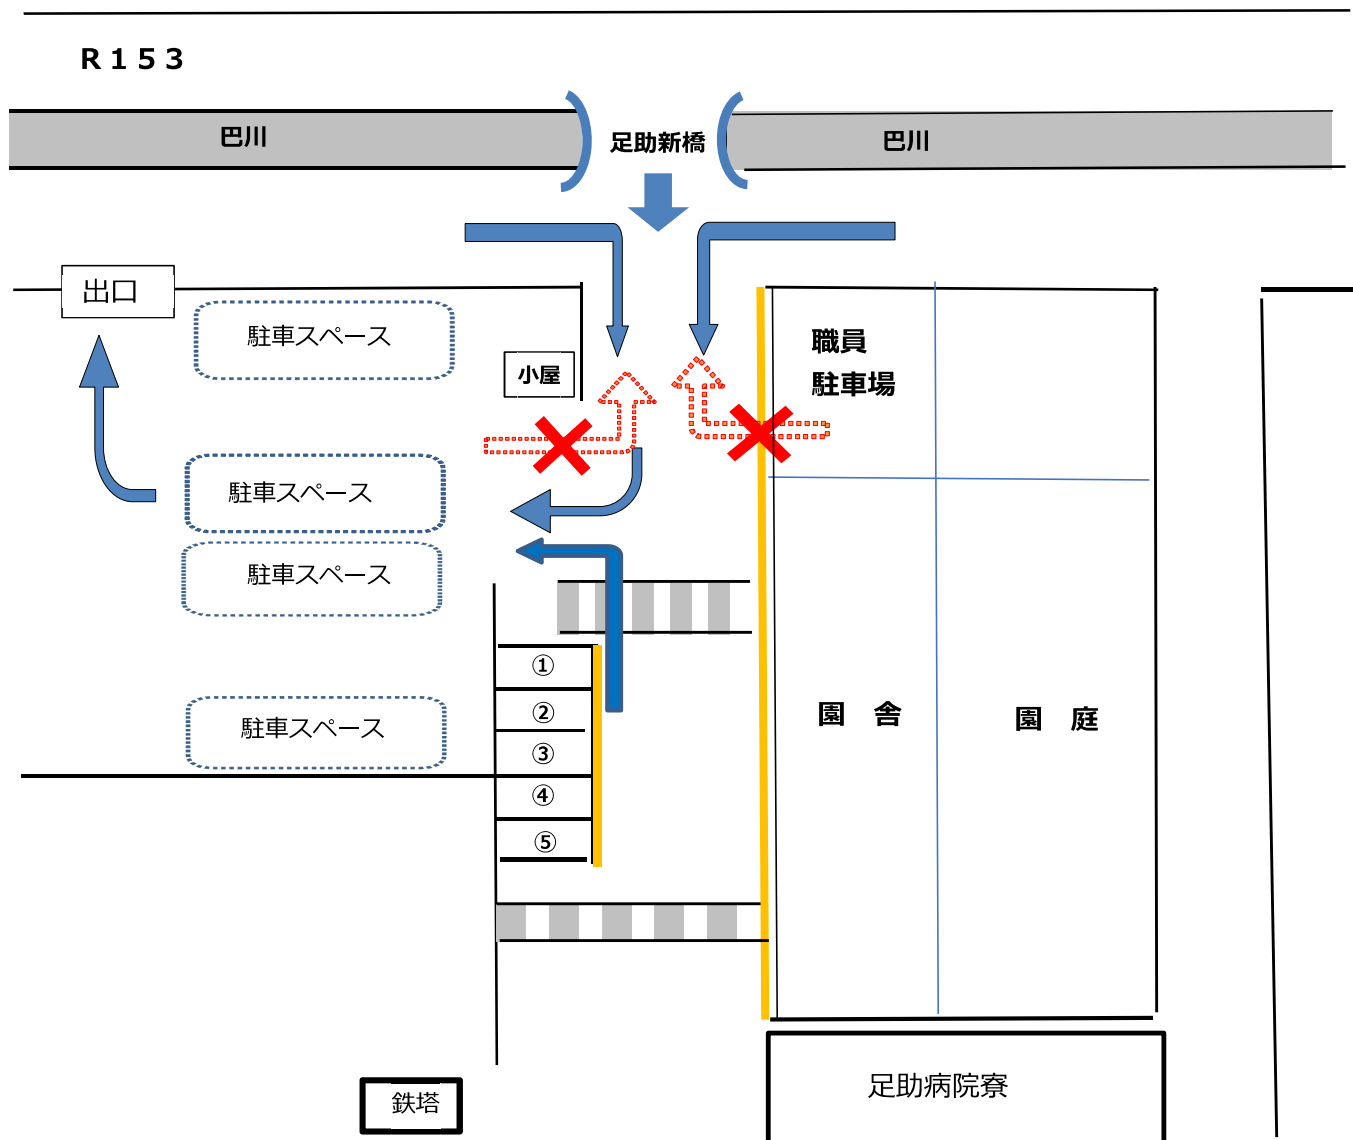 Ｒ１５３
巴川
足助新橋
巴川
出口
駐車スペース
小屋
職員
駐車場
駐車スペース
駐車スペース
①
②
③
④
⑤
駐車スペース
園　舎
園　庭
足助病院寮
鉄塔